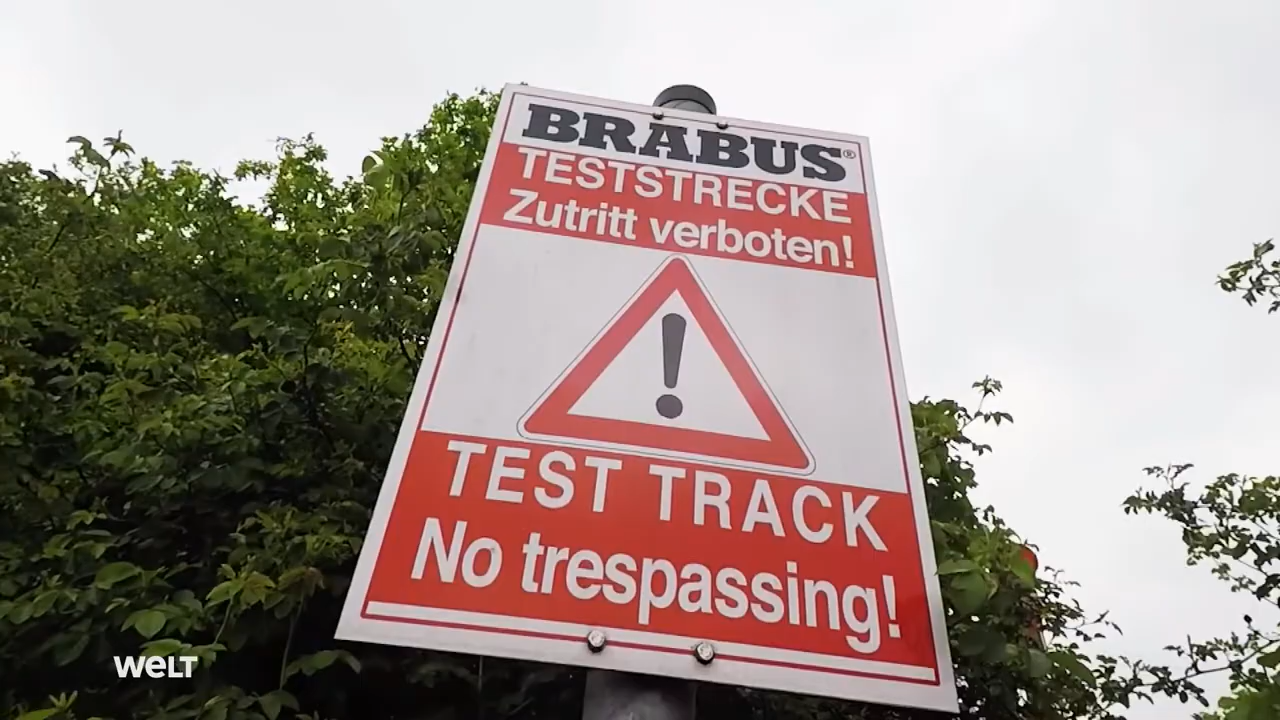 BRABUS®
TESTSTRECKE
Zutritt verboten!
!
TEST TRACK
No trespassing!
WELT